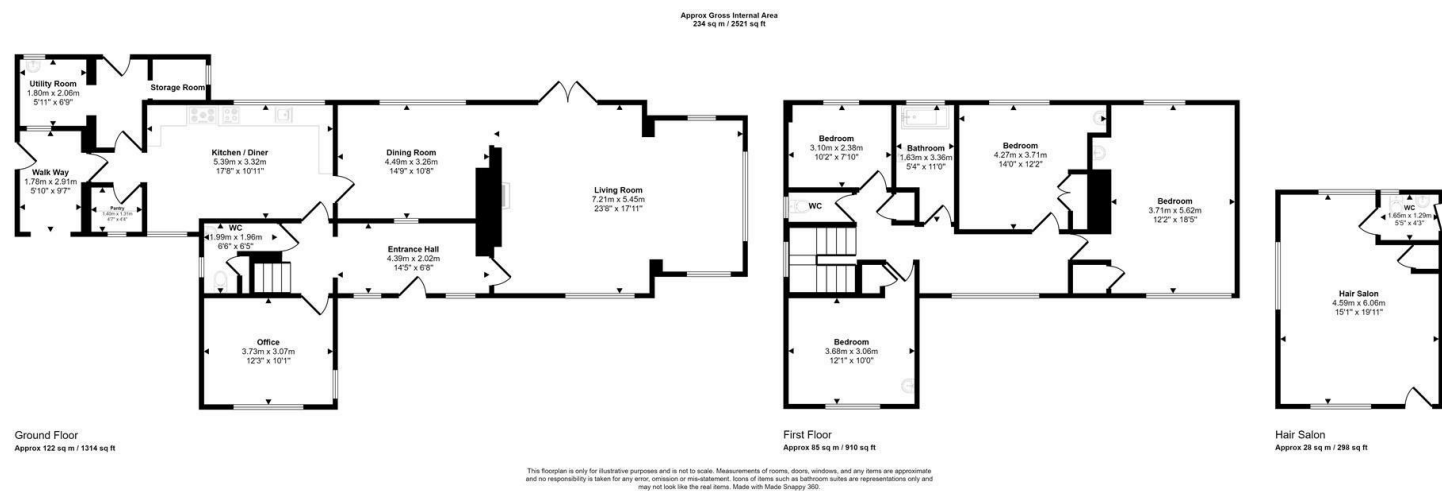 Approx Gross Internal Area
234 sq m / 2521 sq ft
Utility Room
1.80m x 2.06m
5'11" x 6'9"
Storage Room
Walk Way
1.78m x 2.91m
5'10" x 9'7"
Pantry
1.40m x 1.31m
4'7" x 4'4"
Kitchen / Diner
5.39m x 3.32m
17'8" x 10'11"
Dining Room
4.49m x 3.26m
14'9" x 10'8"
Living Room
7.21m x 5.45m
23'8" x 17'11"
WC
1.99m x 1.96m
6'6" x 6'5"
Entrance Hall
4.39m x 2.02m
14'5" x 6'8"
Office
3.73m x 3.07m
12'3" x 10'1"
Ground Floor
Approx 122 sq m / 1314 sq ft
Bedroom
3.10m x 2.38m
10'2" x 7'10"
Bathroom
1.63m x 3.36m
5'4" x 11'0"
Bedroom
4.27m x 3.71m
14'0" x 12'2"
Bedroom
3.71m x 5.62m
12'2" x 18'5"
WC
Bedroom
3.68m x 3.06m
12'1" x 10'0"
First Floor
Approx 85 sq m / 910 sq ft
WC
1.65m x 1.29m
5'5" x 4'3"
Hair Salon
4.59m x 6.06m
15'1" x 19'11"
Hair Salon
Approx 28 sq m / 298 sq ft
This floorplan is only for illustrative purposes and is not to scale. Measurements of rooms, doors, windows, and any items are approximate
and no responsibility is taken for any error, omission or mis-statement. Icons of items such as bathroom suites are representations only and
may not look like the real items. Made with Made Snappy 360.